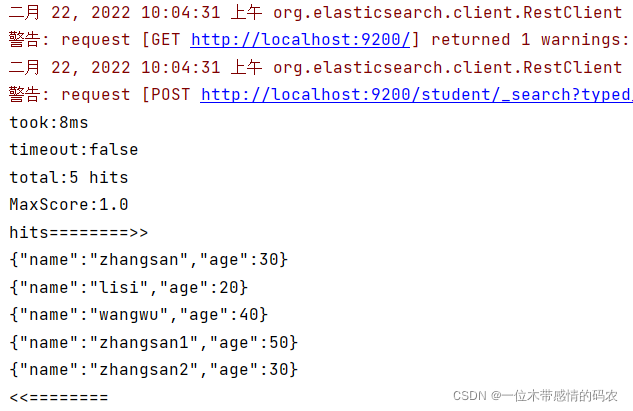 二月 22, 2022 10:04:31 上午 org.elasticsearch.client.RestClient
警告: request [GET http://localhost:9200/] returned 1 warnings:
二月 22, 2022 10:04:31 上午 org.elasticsearch.client.RestClient
警告: request [POST http://localhost:9200/student/_search?typed_
took:8ms
timeout:false
total:5 hits
MaxScore:1.0
hits========>>
{"name":"zhangsan","age":30}
{"name":"lisi","age":20}
{"name":"wangwu","age":40}
{"name":"zhangsan1","age":50}
{"name":"zhangsan2","age":30}
<<========
CSDN @一位木带感情的码农